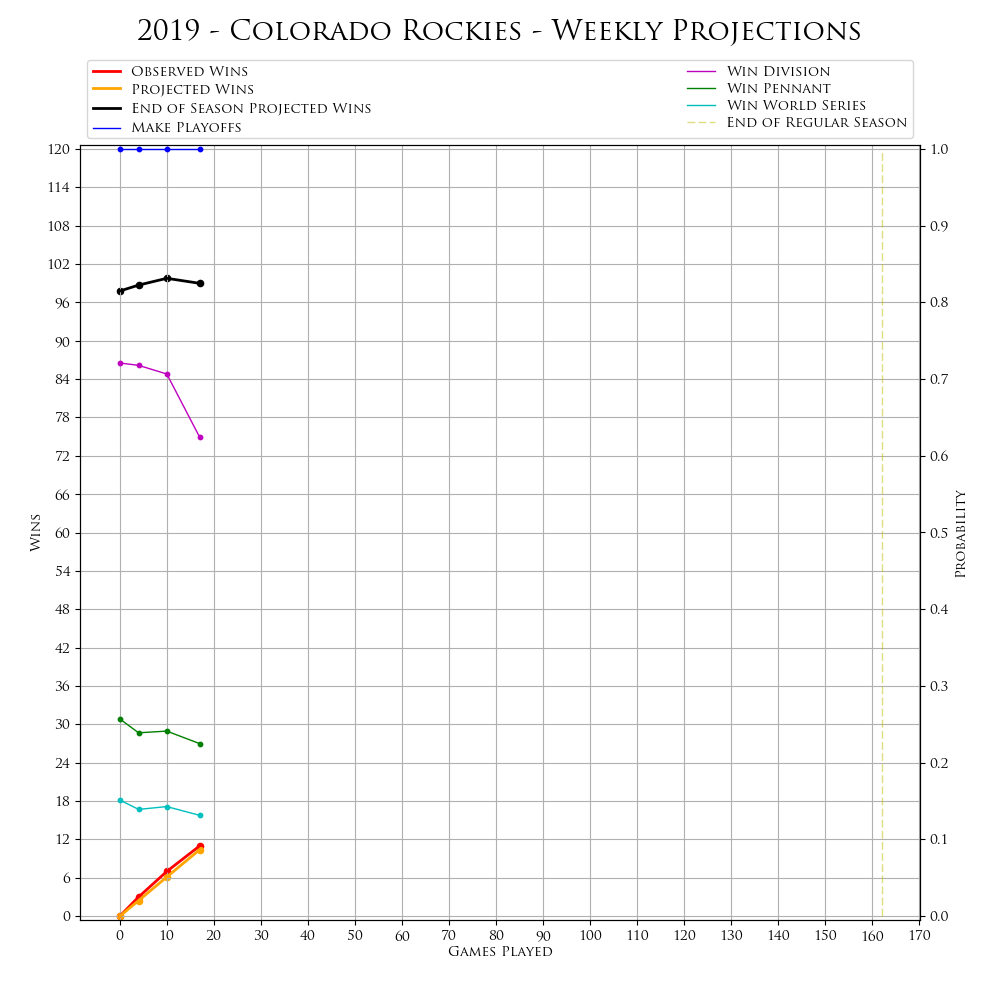 2019 - Colorado Rockies - Weekly Projections
Observed Wins
Projected Wins
End of Season Projected Wins
Make Playoffs
Win Division
Win Pennant
Win World Series
End of Regular Season
120
114
108
102
96
90
84
78
72
66
60
54
48
42
36
30
24
18
12
6
0
Wins
1.0
0.9
0.8
0.7
0.6
0.5
0.4
0.3
0.2
0.1
0.0
Probability
0 10 20 30 40 50 60 70 80 90 100 110 120 130 140 150 160 170
Games Played